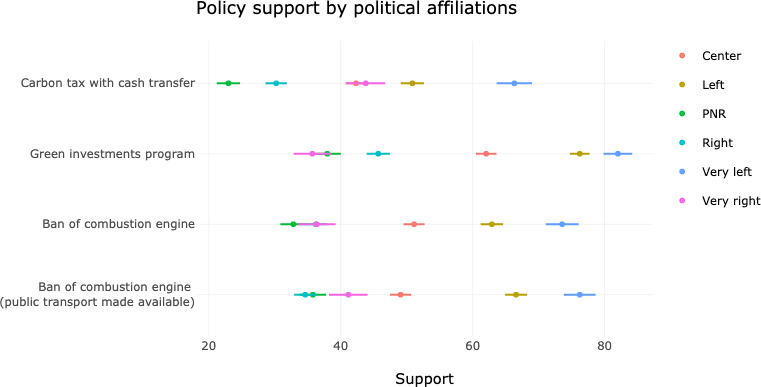 Policy support by political affiliations
Carbon tax with cash transfer
Green investments program
Ban of combustion engine
Ban of combustion engine
(public transport made available)
20 40 60 80
Support
Center
Left
PNR
Right
Very left
Very right